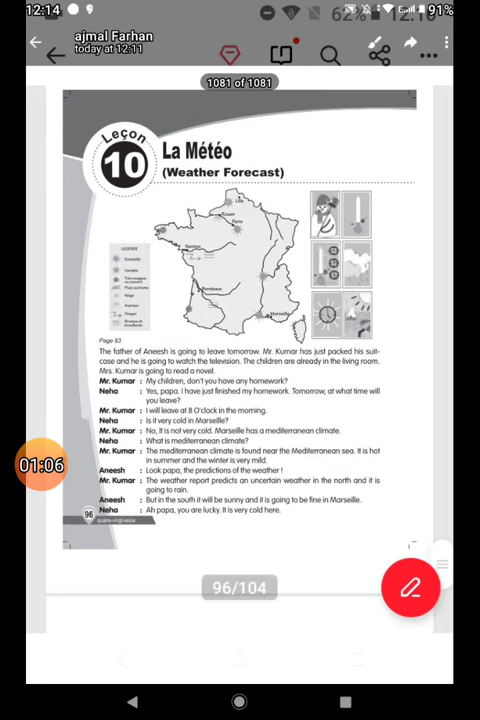 12:14
91%
62%
ajmal Farhan
today at 12:11
1081 of 1081
Leçon
10
La Météo
(Weather Forecast)
Lille
Rouen
Paris
Nantes
Bordeaux
Marseille
LEGENDE
Ensoleillé
Variable
Pluie ou bruine
Neige
Averses
Orages
Page 83
The father of Aneesh is going to leave tomorrow. Mr. Kumar has just packed his suit-
case and he is going to watch the television. The children are already in the living room.
Mrs. Kumar is going to read a novel.
Mr. Kumar : My children, don't you have any homework?
Neha : Yes, papa. I have just finished my homework. Tomorrow, at what time will
you leave?
Mr. Kumar : I will leave at 8 O'clock in the morning.
Neha : Is it very cold in Marseille?
Mr. Kumar : No, It is not very cold. Marseille has a mediterranean climate.
Neha : What is mediterranean climate?
Mr. Kumar : The mediterranean climate is found near the Mediterranean sea. It is hot
in summer and the winter is very mild.
Aneesh : Look papa, the predictions of the weather !
Mr. Kumar : The weather report predicts an uncertain weather in the north and it is
going to rain.
Aneesh : But in the south it will be sunny and it is going to be fine in Marseille.
Neha : Ah papa, you are lucky. It is very cold here.
96
quatre-vingt-seize
01:06
96/104